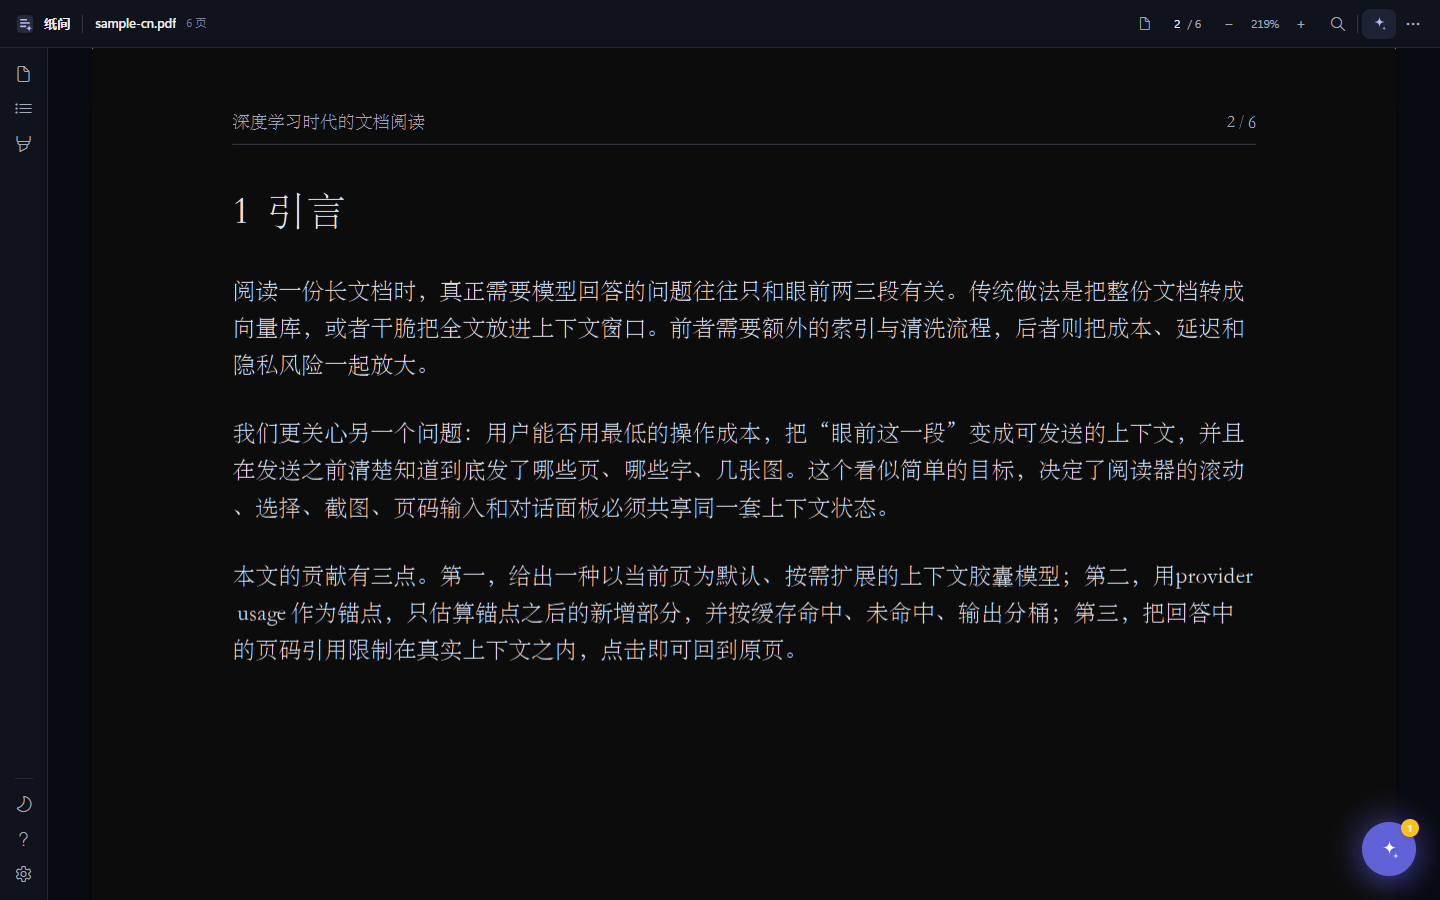 纸间
sample-cn.pdf 6 页
2 / 6
219%
深度学习时代的文档阅读
2 / 6
1 引言
阅读一份长文档时，真正需要模型回答的问题往往只和眼前两三段有关。传统做法是把整份文档转成
向量库，或者干脆把全文放进上下文窗口。前者需要额外的索引与清洗流程，后者则把成本、延迟和
隐私风险一起放大。
我们更关心另一个问题：用户能否用最低的操作成本，把“眼前这一段”变成可发送的上下文，并且
在发送之前清楚知道到底发了哪些页、哪些字、几张图。这个看似简单的目标，决定了阅读器的滚动
、选择、截图、页码输入和对话面板必须共享同一套上下文状态。
本文的贡献有三点。第一，给出一种以当前页为默认、按需扩展的上下文胶囊模型；第二，用provider
usage 作为锚点，只估算锚点之后的新增部分，并按缓存命中、未命中、输出分桶；第三，把回答中
的页码引用限制在真实上下文之内，点击即可回到原页。
1